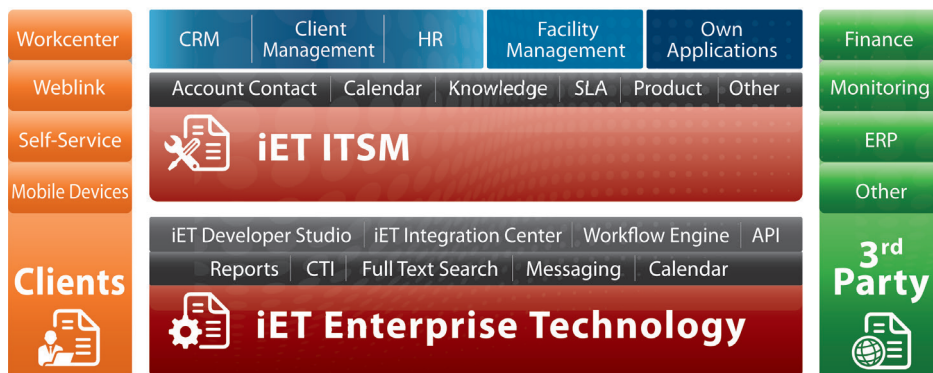 Workcenter
Weblink
Self-Service
Mobile Devices
Clients
CRM
Client
Management
HR
Facility
Management
Own
Applications
Account Contact
Calendar
Knowledge
SLA
Product
Other
iET ITSM
iET Developer Studio
iET Integration Center
Workflow Engine
API
Reports
CTI
Full Text Search
Messaging
Calendar
iET Enterprise Technology
Finance
Monitoring
ERP
Other
3rd
Party